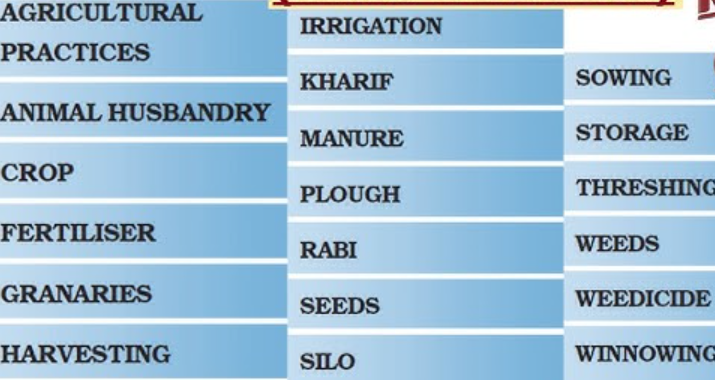 AGRICULTURAL
PRACTICES
ANIMAL HUSBANDRY
CROP
FERTILISER
GRANARIES
HARVESTING
IRRIGATION
KHARIF
MANURE
PLOUGH
RABI
SEEDS
SILO
SOWING
STORAGE
THRESHING
WEEDS
WEEDICIDE
WINNOWING